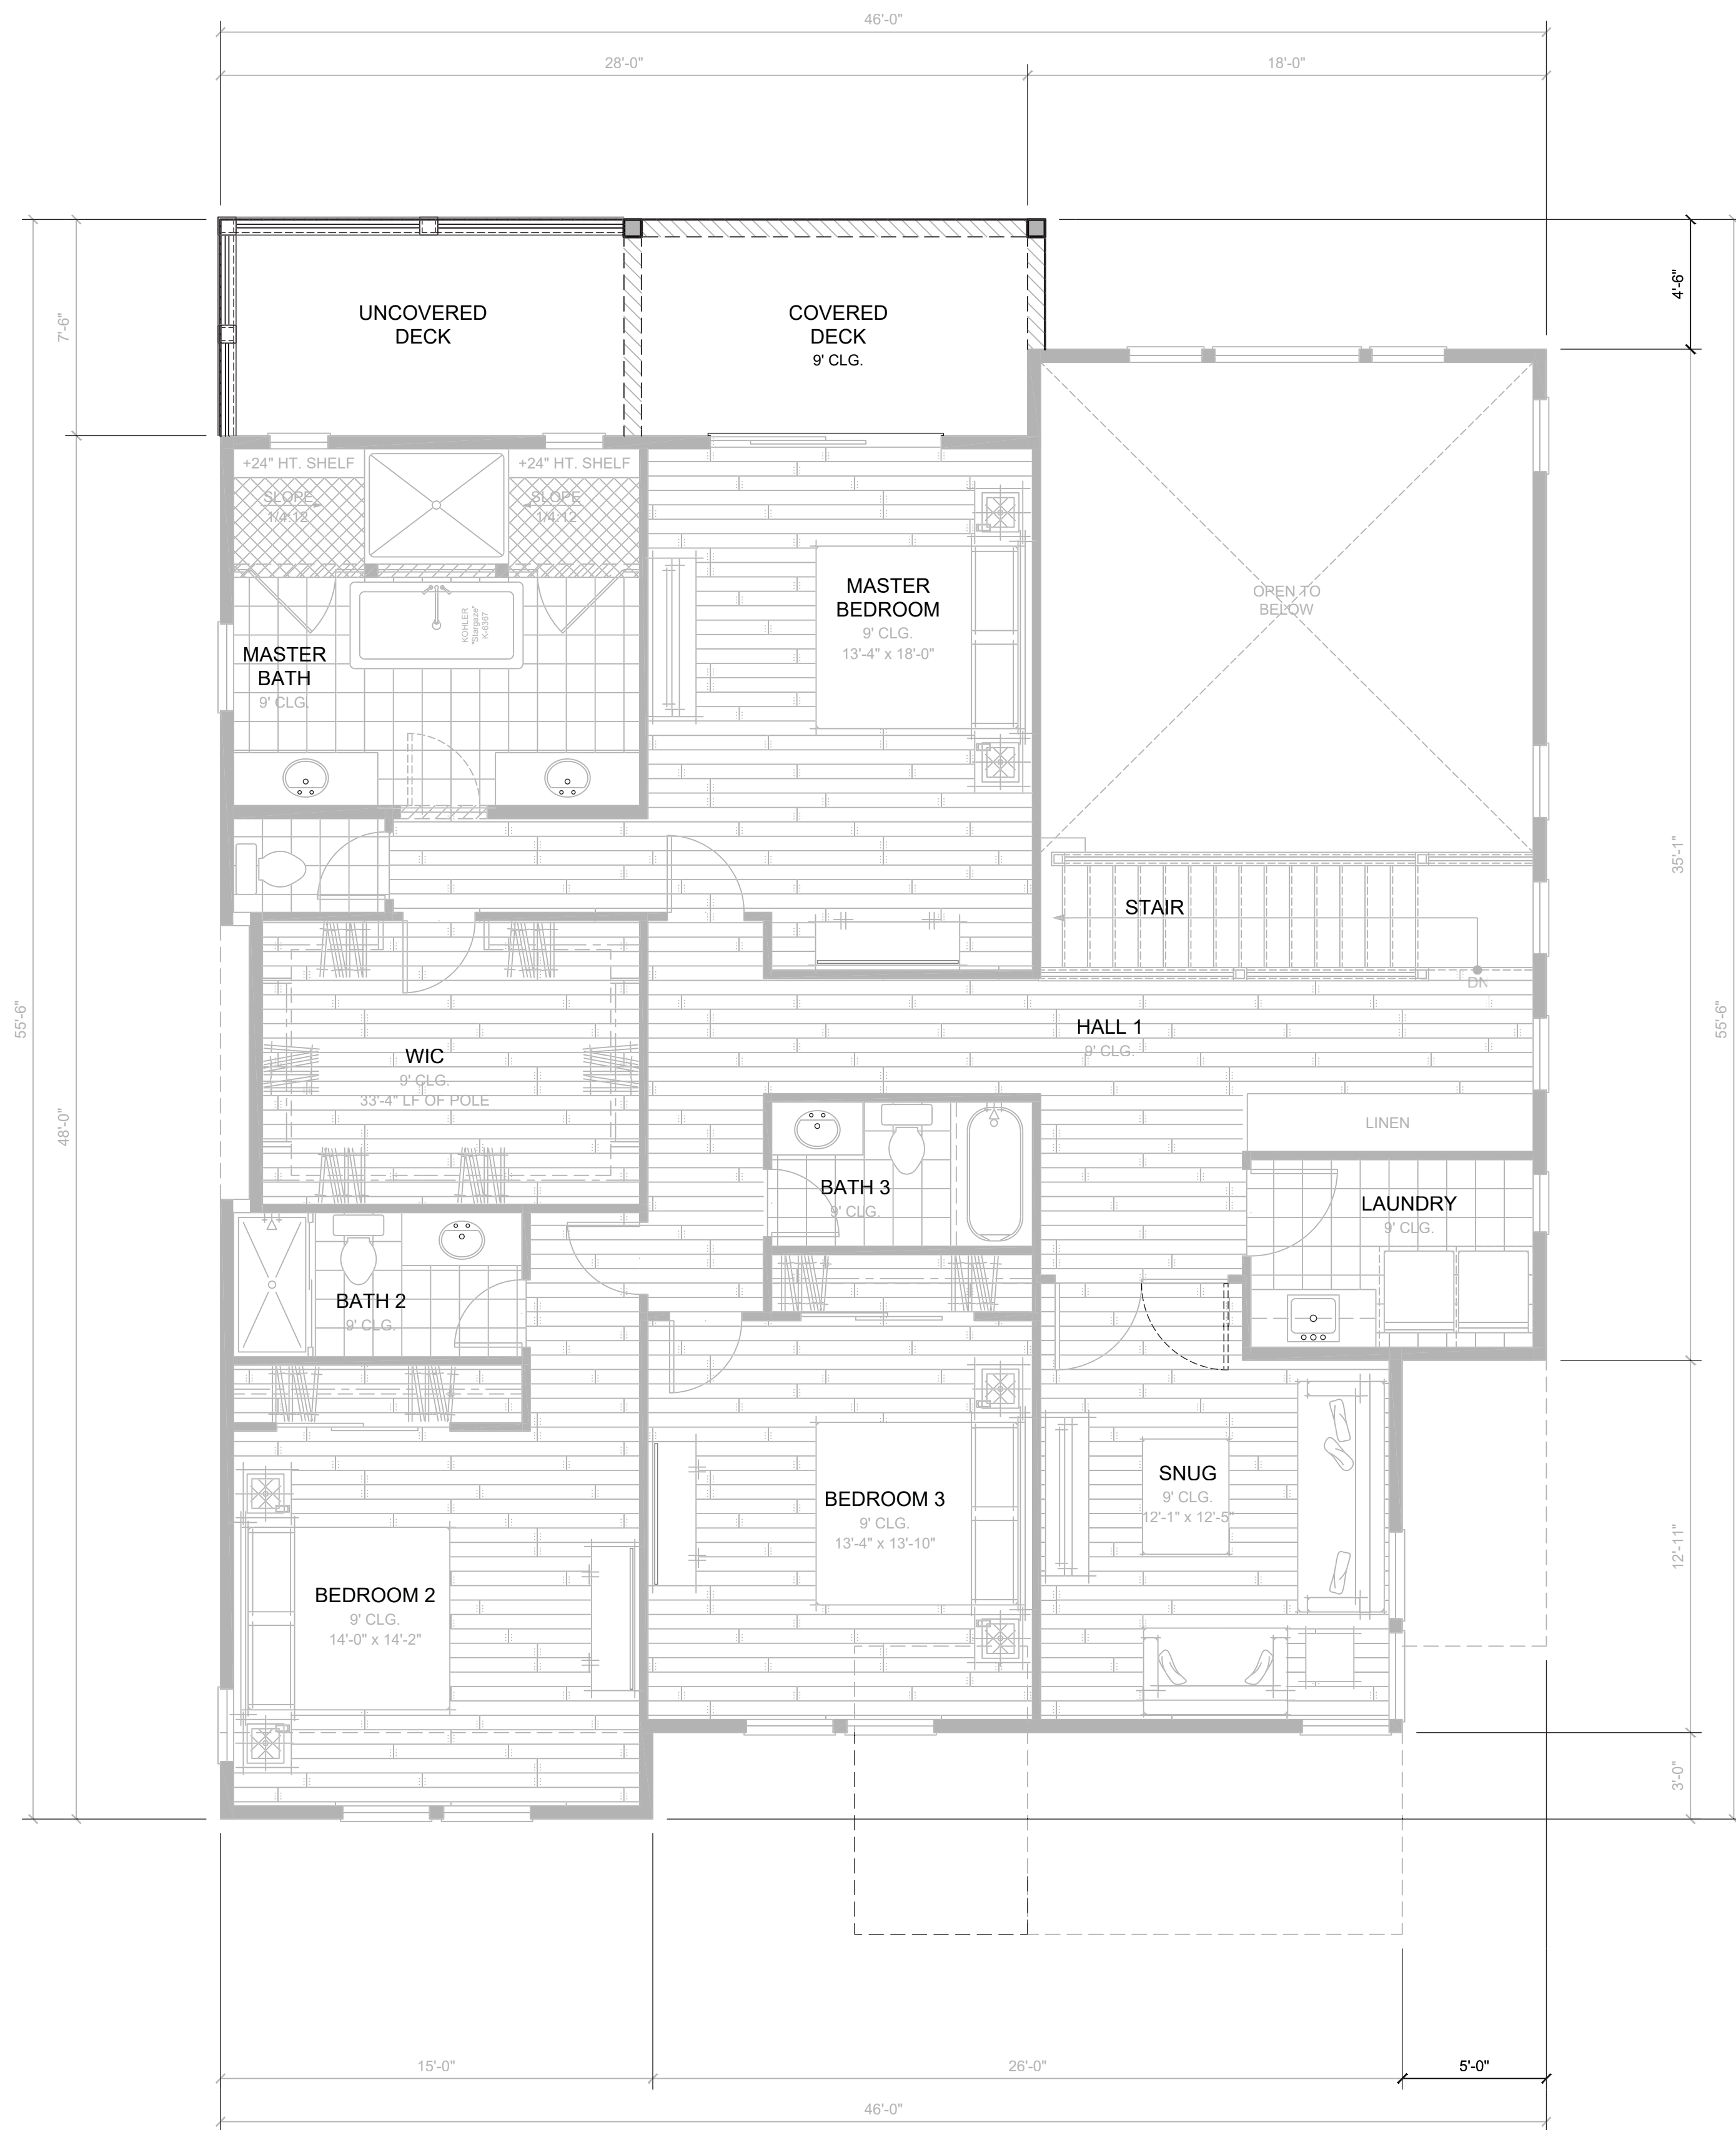 46'-0"
28'-0"
18'-0"
4'-6"
7'-6"
UNCOVERED
DECK
COVERED
DECK
9' CLG.
+24" HT. SHELF
+24" HT. SHELF
SLOPE
1/4:12
SLOPE
1/4:12
MASTER
BEDROOM
9' CLG.
13'-4" x 18'-0"
OPEN TO
BELOW
KOHLER
"Stargaze"
K-6367
MASTER
BATH
9' CLG.
35'-1"
STAIR
DN
55'-6"
55'-6"
HALL 1
9' CLG.
WIC
9' CLG.
33'-4" LF OF POLE
48'-0"
LINEN
BATH 3
9' CLG.
LAUNDRY
9' CLG.
BATH 2
9' CLG.
SNUG
9' CLG.
12'-1" x 12'-5"
BEDROOM 3
9' CLG.
13'-4" x 13'-10"
12'-11"
BEDROOM 2
9' CLG.
14'-0" x 14'-2"
3'-0"
15'-0"
26'-0"
5'-0"
46'-0"